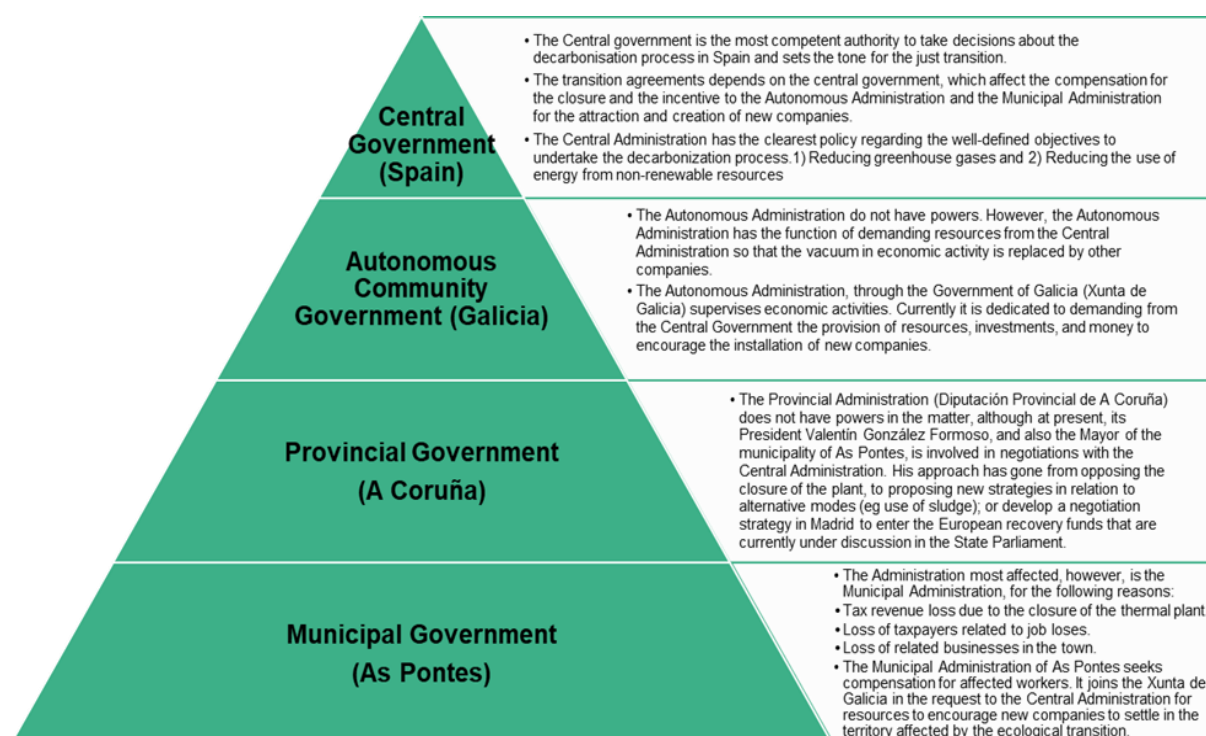 Central
Government
(Spain)
• The Central government is the most competent authority to take decisions about the
decarbonisation process in Spain and sets the tone for the just transition.
• The transition agreements depends on the central government, which affect the compensation for
the closure and the incentive to the Autonomous Administration and the Municipal Administration
for the attraction and creation of new companies.
• The Central Administration has the clearest policy regarding the well-defined objectives to
undertake the decarbonization process.1) Reducing greenhouse gases and 2) Reducing the use of
energy from non-renewable resources
Autonomous
Community
Government (Galicia)
• The Autonomous Administration do not have powers. However, the Autonomous
Administration has the function of demanding resources from the Central
Administration so that the vacuum in economic activity is replaced by other
companies.
• The Autonomous Administration, through the Government of Galicia (Xunta de
Galicia) supervises economic activities. Currently it is dedicated to demanding from
the Central Government the provision of resources, investments, and money to
encourage the installation of new companies.
Provincial Government
(A Coruña)
• The Provincial Administration (Diputación Provincial de A Coruña)
does not have powers in the matter, although at present, its
President Valentín González Formoso, and also the Mayor of the
municipality of As Pontes, is involved in negotiations with the
Central Administration. His approach has gone from opposing the
closure of the plant, to proposing new strategies in relation to
alternative modes (eg use of sludge); or develop a negotiation
strategy in Madrid to enter the European recovery funds that are
currently under discussion in the State Parliament.
Municipal Government
(As Pontes)
• The Administration most affected, however, is the
Municipal Administration, for the following reasons:
• Tax revenue loss due to the closure of the thermal plant
• Loss of taxpayers related to job loses.
• Loss of related businesses in the town.
• The Municipal Administration of As Pontes seeks
compensation for affected workers. It joins the Xunta de
Galicia in the request to the Central Administration for
resources to encourage new companies to settle in the
territory affected by the ecological transition.